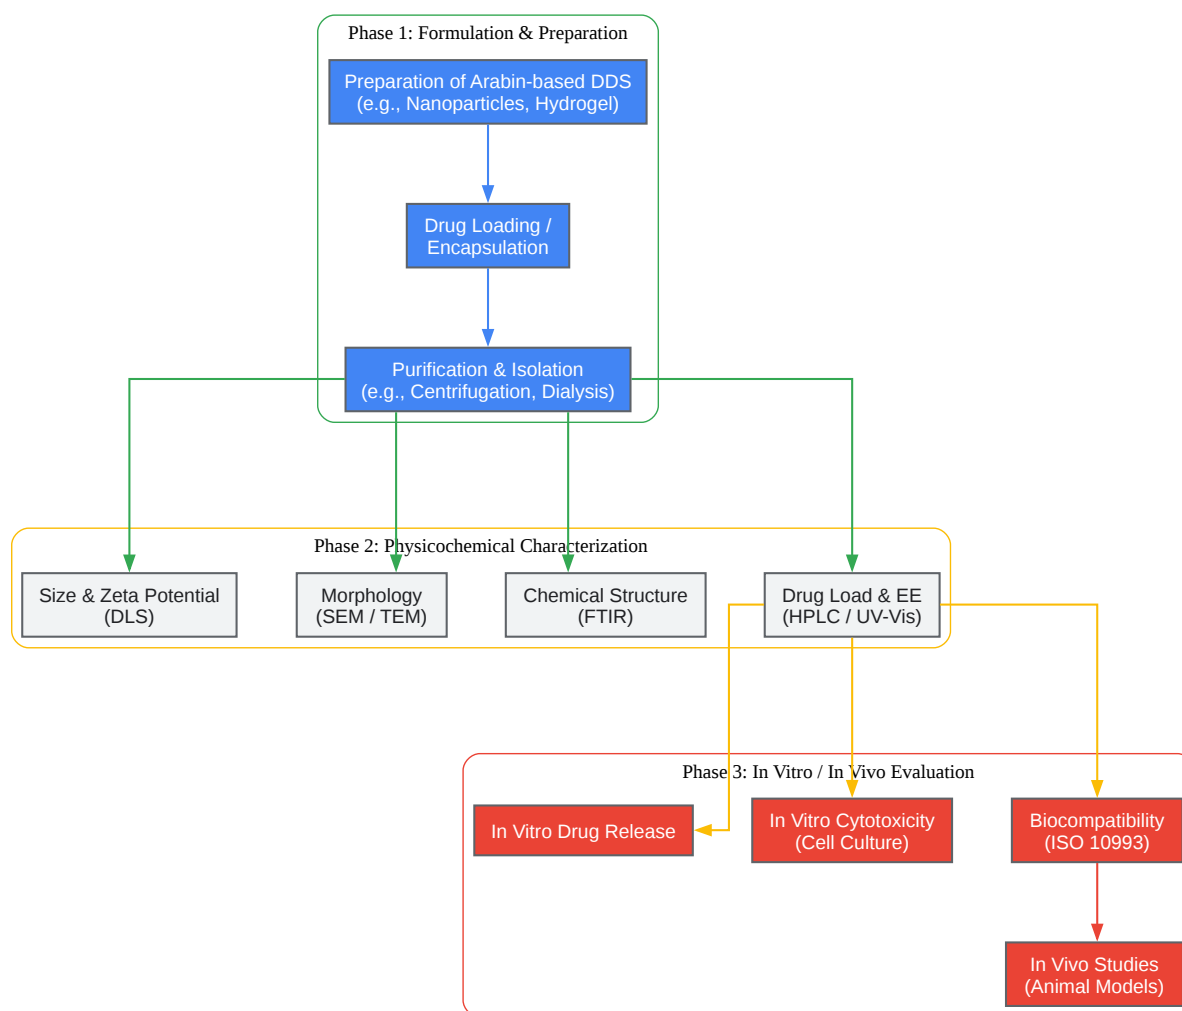 Phase 1: Formulation & Preparation
Preparation of Arabin-based DDS
(e.g., Nanoparticles, Hydrogel)
Drug Loading /
Encapsulation
Purification & Isolation
(e.g., Centrifugation, Dialysis)
Phase 2: Physicochemical Characterization
Size & Zeta Potential
(DLS)
Morphology
(SEM / TEM)
Chemical Structure
(FTIR)
Drug Load & EE
(HPLC / UV-Vis)
Phase 3: In Vitro / In Vivo Evaluation
In Vitro Drug Release
In Vitro Cytotoxicity
(Cell Culture)
Biocompatibility
(ISO 10993)
In Vivo Studies
(Animal Models)